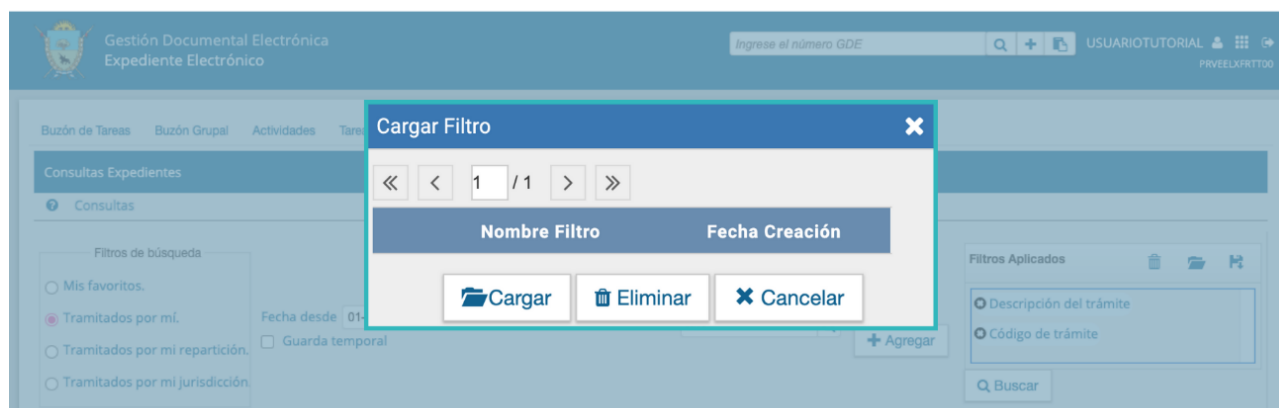 Gestión Documental Electrónica
Expediente Electrónico
Ingrese el número GDE
USUARIOTUTORIAL
PRVEELXFRTT00
Buzón de Tareas Buzón Grupal Actividades
Cargar Filtro
Consultas Expedientes
Consultas
1 / 1
Nombre Filtro Fecha Creación
Cargar Eliminar Cancelar
Filtros de búsqueda
Mis favoritos.
Tramitados por mí.
Tramitados por mi repartición.
Tramitados por mi jurisdicción
Fecha desde 01-
Guarda temporal
+ Agregar
Filtros Aplicados
Descripción del trámite
Código de trámite
Buscar